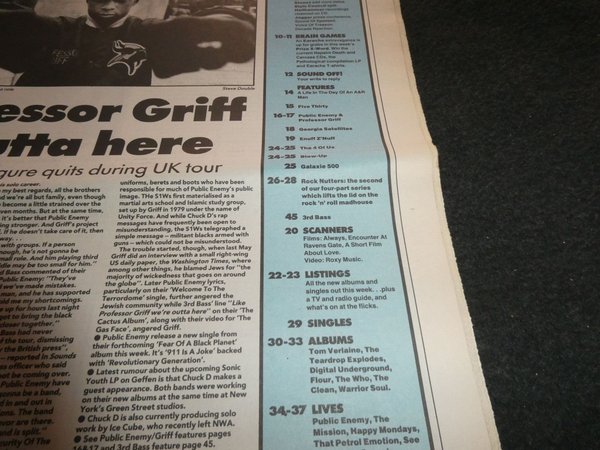 Steve Double
essor Griff
utta here
gure quits during UK tour
his solo career.
my best regards, all the brothers
nd we're all but family, even though
become a little strained over the
ven months. But at the same time,
it's better that Public Enemy
ing stronger. And Griff's project
If he doesn't take care of it, then
way.
with groups. If a person
though, he's not gonna be
mall role. And him playing third
ddle may be too small for him."
Bass commented of their
Public Enemy: "They've
d we've made mistakes.
man, and he has supported
told me my shortcomings.
up for hours last night
get to bring the black
closer together."
Bass had never
of the tour, dismissing
y the British press",
reported in Sounds
officer who said
not be coming over.
Public Enemy have
gonna be a band,
d in and out in
ions. The band
ever are
is split."
curity Of The
uniforms, berets and boots who have been
responsible for much of Public Enemy's public
image. THe S1Ws first materialised as a
martial arts school and Islamic study group,
set up by Griff in 1979 under the name of
Unity Force. And while Chuck D's rap
messages have frequently been open to
misunderstanding, the S1W's telegraphed a
simple message – militant blacks armed with
guns – which could not be misunderstood.
The trouble started, though, when last May
Griff did an interview with a small right-wing
US daily paper, the Washington Times, where
among other things, he blamed Jews for "the
majority of wickedness that goes on around
the globe". Later Public Enemy lyrics,
particularly on their 'Welcome To The
Terrordome' single, further angered the
Jewish community while 3rd Bass' line "Like
Professor Griff we're outta here" on their 'The
Cactus Album', along with their video for 'The
Gas Face', angered Griff.
● Public Enemy release a new single from
their forthcoming 'Fear Of A Black Planet'
album this week. It's '911 Is A Joke' backed
with 'Revolutionary Generation'.
● Latest rumour about the upcoming Sonic
Youth LP on Geffen is that Chuck D makes a
guest appearance. Both bands were working
on their new albums at the same time at New
York's Green Street studios.
● Chuck D is also currently producing solo
work by Ice Cube, who recently left NWA.
● See Public Enemy/Griff features pages
16&17 and 3rd Bass feature page 45.
10-11 BRAIN GAMES
12 SOUND OFF!
Your write to reply
FEATURES
14 A Life In The Day Of An A&R
Man
15 Five Thirty
16-17 Public Enemy &
Professor Griff
18 Georgia Satellites
19 Enuff Z'Nuff
24-25 The 4 Of Us
24-25 Blow-Up
25 Galaxie 500
26-28 Rock Nutters: the second
of our four-part series
which lifts the lid on the
rock 'n' roll madhouse
45 3rd Bass
20 SCANNERS
Films: Always, Encounter At
Ravens Gate, A Short Film
About Love.
Video: Roxy Music.
22-23 LISTINGS
All the new albums and
singles out this week. . .plus
a TV and radio guide, and
what's on at the flicks.
29 SINGLES
30-33 ALBUMS
Tom Verlaine, The
Teardrop Explodes,
Digital Underground,
Flour, The Who, The
Clean, Warrior Soul.
34-37 LIVES
Public Enemy, The
Mission, Happy Mondays,
That Petrol Emotion, See